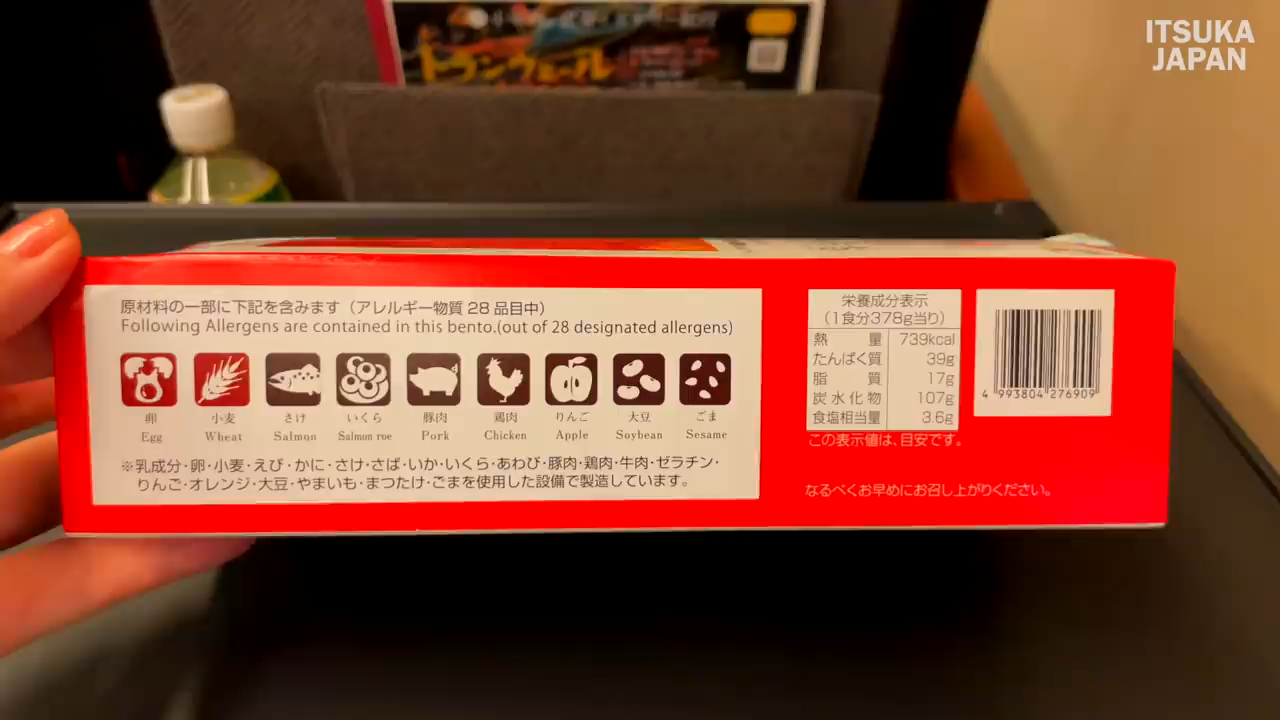 ITSUKA
JAPAN
トランヴェール
原材料の一部に下記を含みます（アレルギー物質 28 品目中）
Following Allergens are contained in this bento.(out of 28 designated allergens)
卵
Egg
小麦
Wheat
さけ
Salmon
いくら
Salmon roe
豚肉
Pork
鶏肉
Chicken
りんご
Apple
大豆
Soybean
ごま
Sesame
※乳成分・卵・小麦・えび・かに・さけ・さば・いか・いくら・あわび・豚肉・鶏肉・牛肉・ゼラチン・
りんご・オレンジ・大豆・やまいも・まつたけ・ごまを使用した設備で製造しています。
栄養成分表示
（1食分378g当り）
熱量 739kcal
たんぱく質 39g
脂質 17g
炭水化物 107g
食塩相当量 3.6g
この表示値は、目安です。
なるべくお早めにお召し上がりください。
4 993804 276909